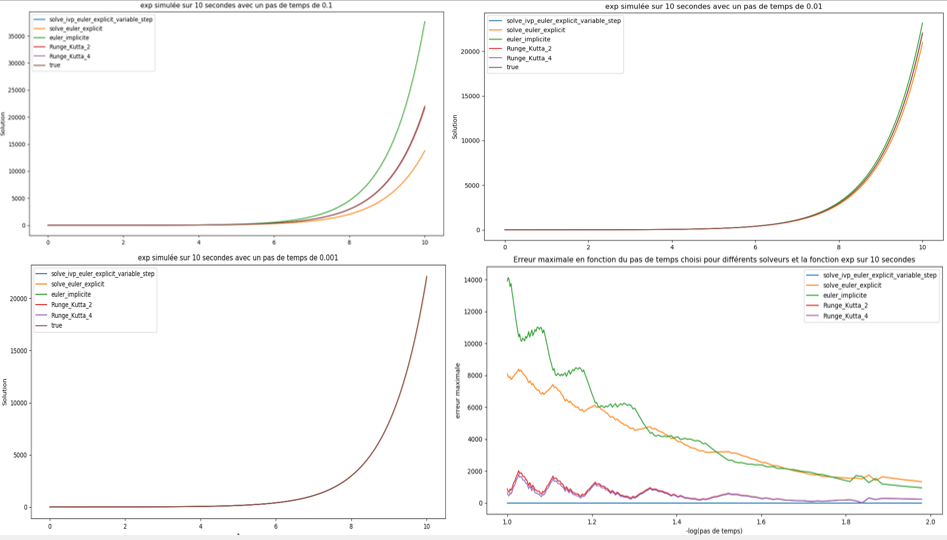 exp simulée sur 10 secondes avec un pas de temps de 0.1
solve_ivp_euler_explicit_variable_step
solve_euler_explicit
euler_implicite
Runge_Kutta_2
Runge_Kutta_4
true
Solution
35000
30000
25000
20000
15000
10000
5000
0
0 2 4 6 8 10
exp simulée sur 10 secondes avec un pas de temps de 0.01
solve_ivp_euler_explicit_variable_step
solve_euler_explicit
euler_implicite
Runge_Kutta_2
Runge_Kutta_4
true
Solution
20000
15000
10000
5000
0
0 2 4 6 8 10
exp simulée sur 10 secondes avec un pas de temps de 0.001
solve_ivp_euler_explicit_variable_step
solve_euler_explicit
euler_implicite
Runge_Kutta_2
Runge_Kutta_4
true
Solution
20000
15000
10000
5000
0
0 2 4 6 8 10
Erreur maximale en fonction du pas de temps choisi pour différents solveurs et la fonction exp sur 10 secondes
solve_ivp_euler_explicit_variable_step
solve_euler_explicit
euler_implicite
Runge_Kutta_2
Runge_Kutta_4
erreur maximale
14000
12000
10000
8000
6000
4000
2000
0
1.0 1.2 1.4 1.6 1.8 2.0
-log(pas de temps)